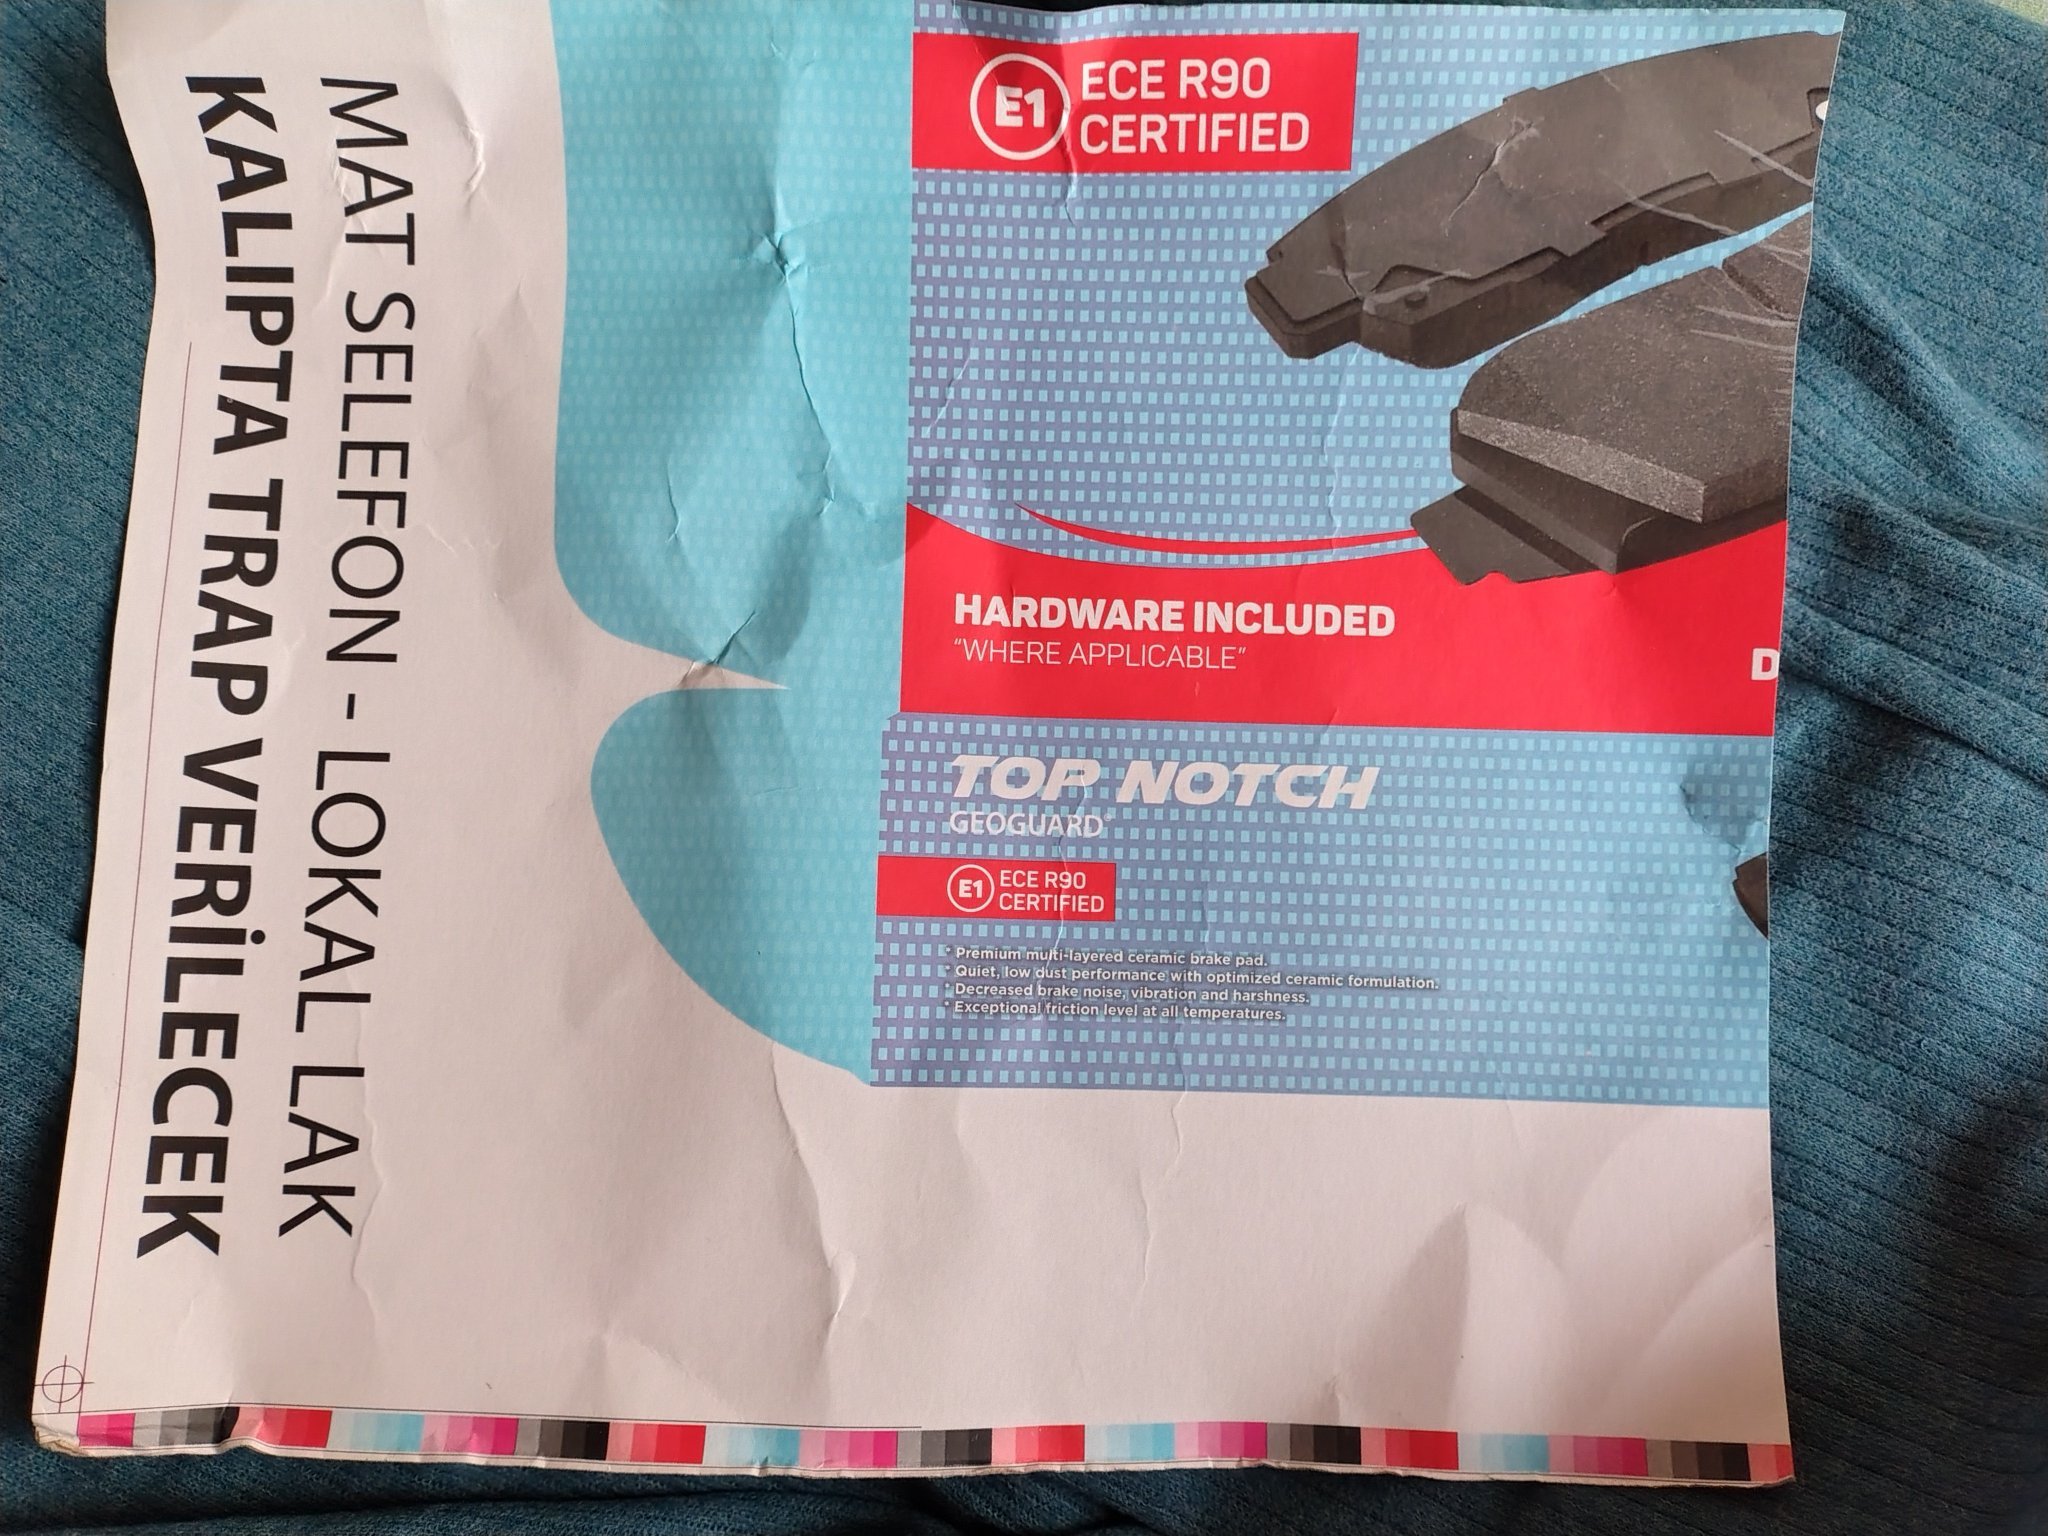 MAT SELEFON - LOKAL LAK
KALIPTA TRAP VERİLECEK
E1
ECE R90
CERTIFIED
HARDWARE INCLUDED
"WHERE APPLICABLE"
D
TOP NOTCH
GEOGUARD®
E1
ECE R90
CERTIFIED
* Premium multi-layered ceramic brake pad.
* Quiet, low dust performance with optimized ceramic formulation.
* Decreased brake noise, vibration and harshness.
* Exceptional friction level at all temperatures.